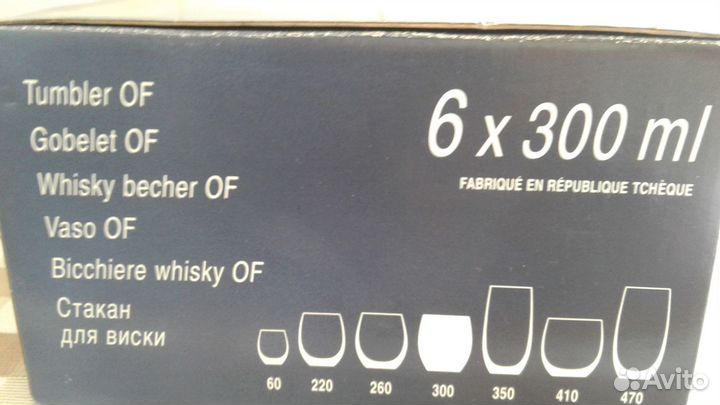 Tumbler OF
Gobelet OF
Whisky becher OF
Vaso OF
Bicchiere whisky OF
Стакан
для виски
6 x 300 ml
FABRIQUÉ EN RÉPUBLIQUE TCHÈQUE
60 220 260 300 350 410 470
Avito